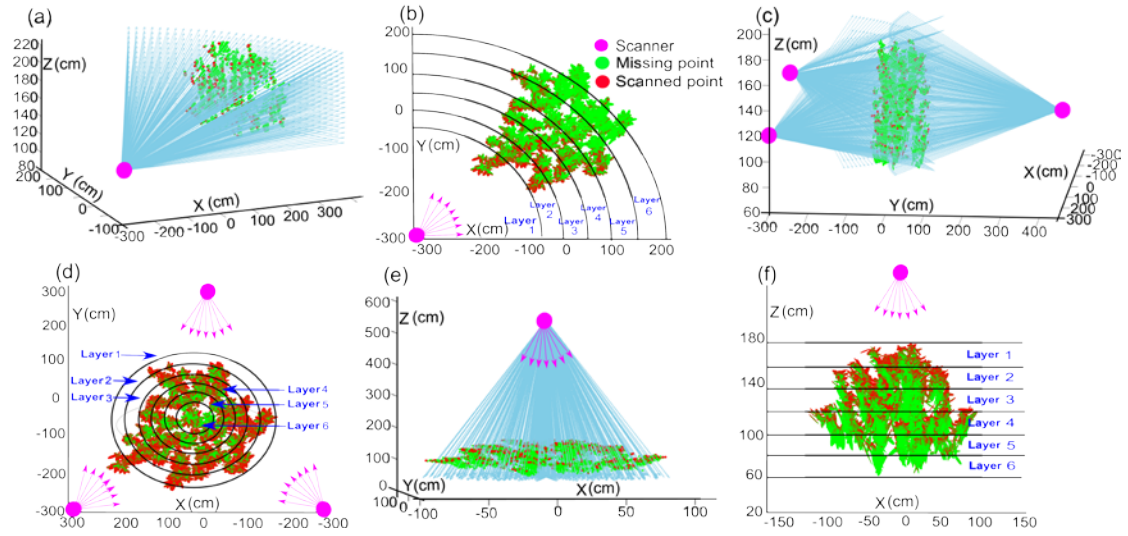 (a)
220
Z(cm)
200
180
160
140
120
100
80
Y(cm)
100
0
-100
X(cm)
-300 -200 -100 0 100 200 300
(b)
200
100
0
Y(cm)
-100
-200
-300
Scanner
Missing point
Scanned point
Layer 1
Layer 2
Layer 3
Layer 4
Layer 5
Layer 6
X(cm)
-100 0 100 200
(c)
200
Z(cm)
180
160
140
120
100
80
60
X(cm)
-300
-200
-100
0
100
200
300
Y(cm)
-300 -200 -100 0 100 200 300 400
(d)
300
Y(cm)
200
100
0
-100
-200
-300
Layer 1
Layer 2
Layer 3
Layer 4
Layer 5
Layer 6
X(cm)
300 200 100 0 -100 -200 -300
(e)
600
Z(cm)
500
400
300
200
100
0
Y(cm)
0
X(cm)
-100 -50 0 50 100
(f)
Z(cm)
180
140
100
60
20
Layer 1
Layer 2
Layer 3
Layer 4
Layer 5
Layer 6
X(cm)
-150 -100 -50 0 50 100 150